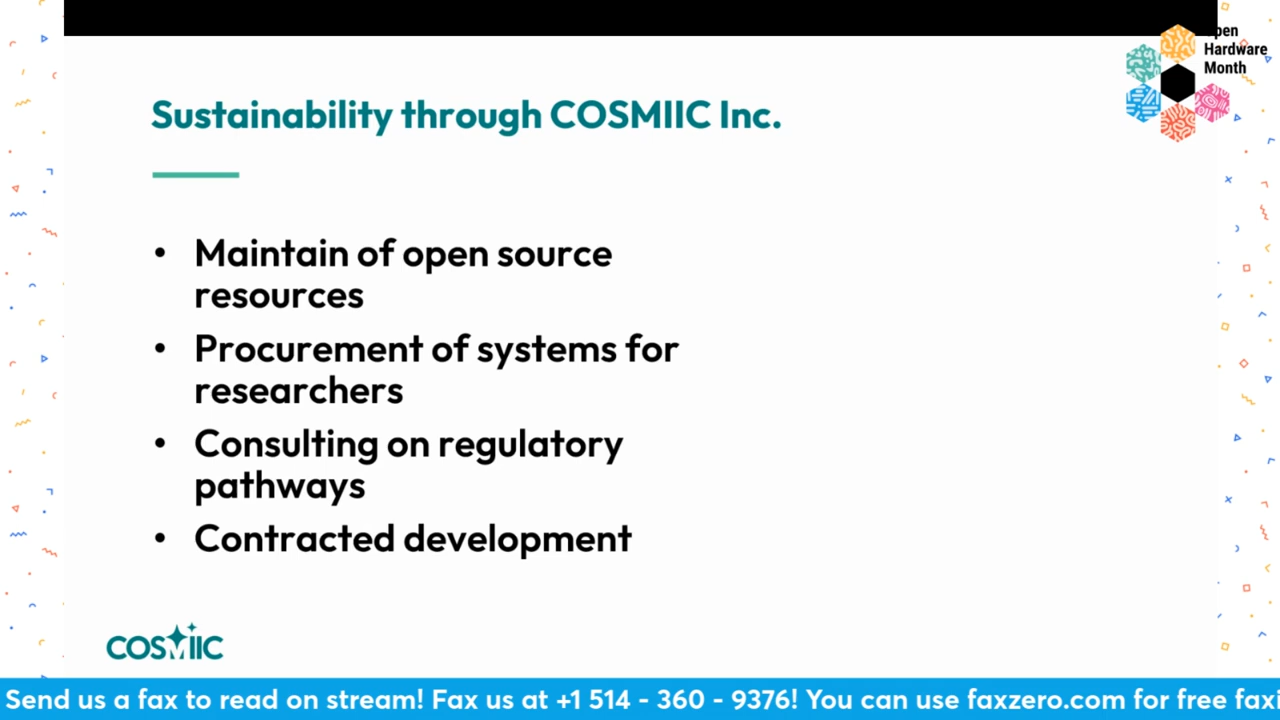 Open
Hardware
Month
Sustainability through COSMIIC Inc.
• Maintain of open source
resources
• Procurement of systems for
researchers
• Consulting on regulatory
pathways
• Contracted development
COSMIIC
Send us a fax to read on stream! Fax us at +1 514 - 360 - 9376! You can use faxzero.com for free faxi